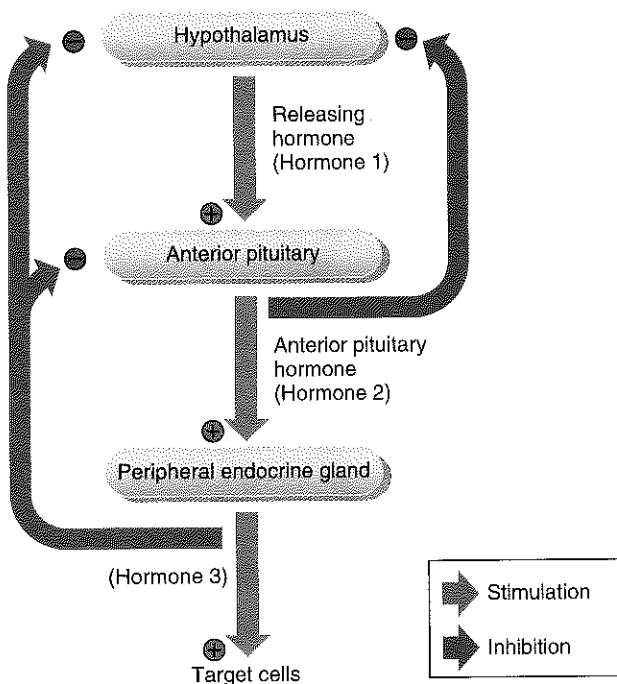 Hypothalamus
Releasing
hormone
(Hormone 1)
Anterior pituitary
Anterior pituitary
hormone
(Hormone 2)
Peripheral endocrine gland
(Hormone 3)
Target cells
Stimulation
Inhibition